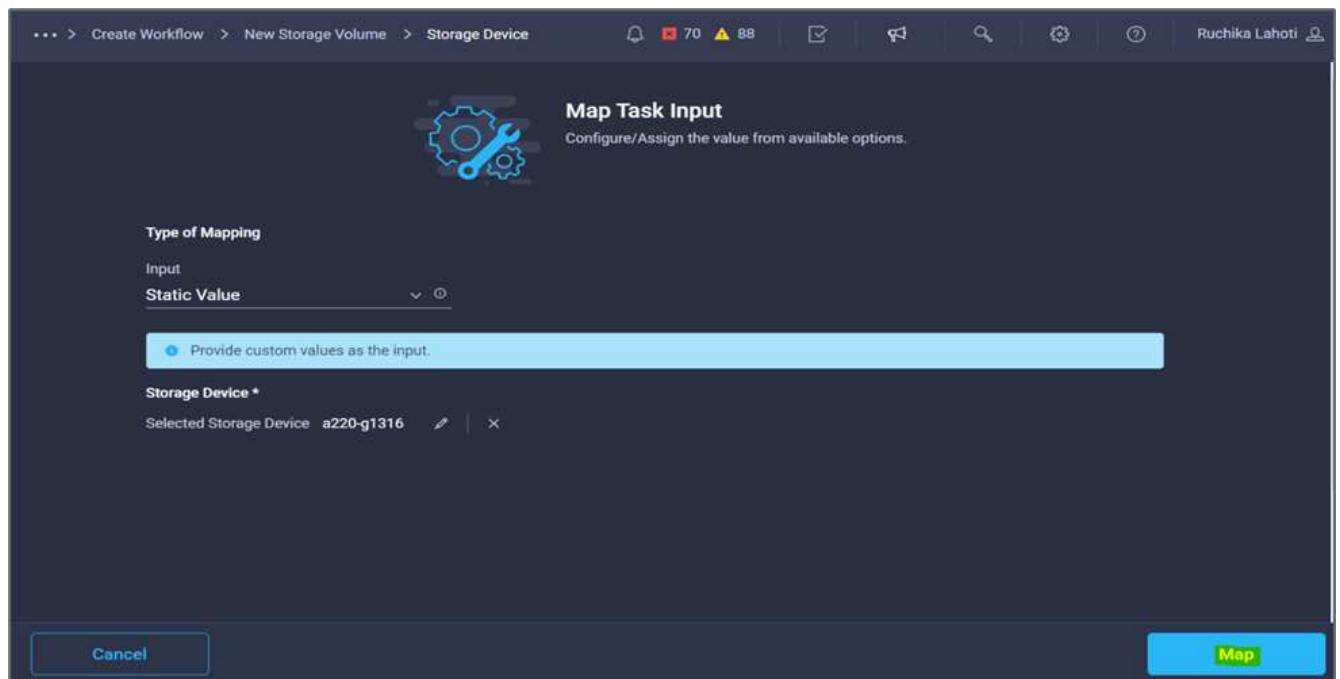 ... > Create Workflow > New Storage Volume > Storage Device 70 88 Ruchika Lahoti
Map Task Input
Configure/Assign the value from available options.
Type of Mapping
Input
Static Value
Provide custom values as the input.
Storage Device *
Selected Storage Device a220-g1316
Cancel Map